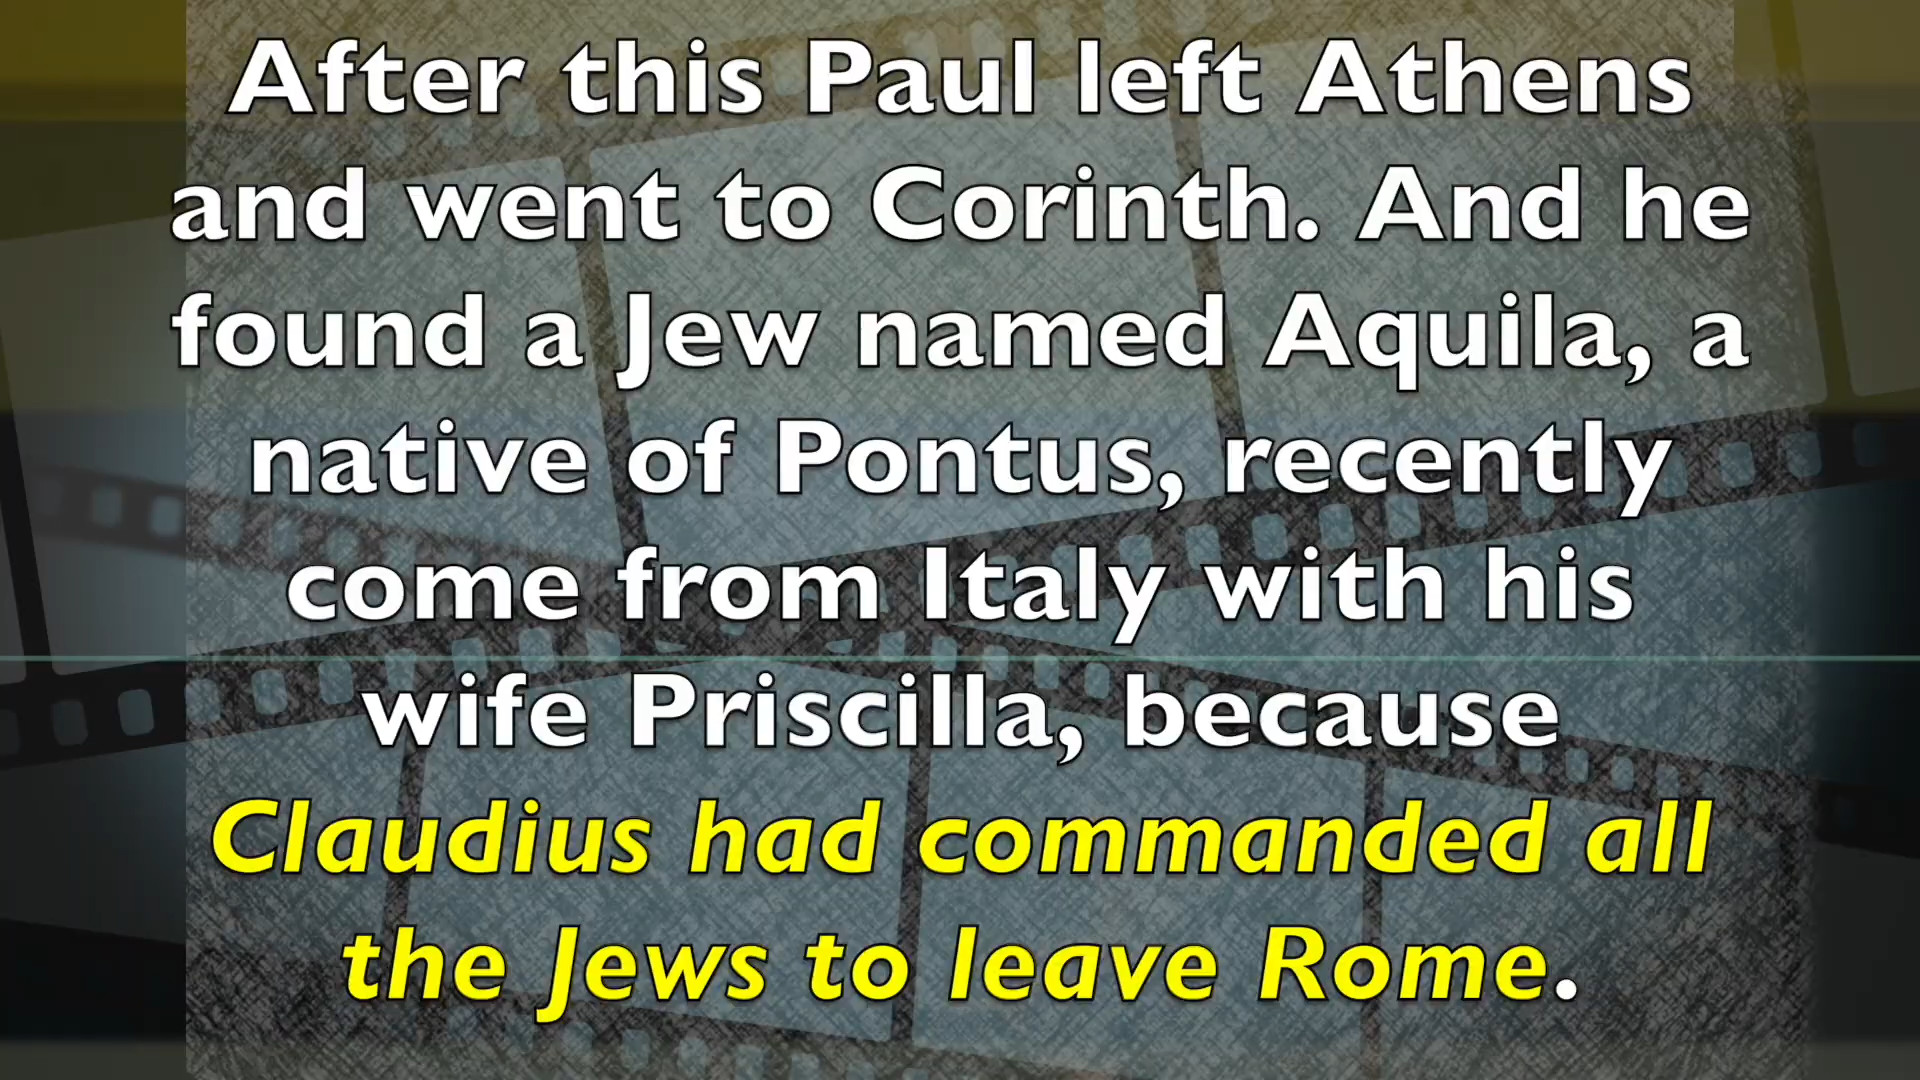 After this Paul left Athens
and went to Corinth. And he
found a Jew named Aquila, a
native of Pontus, recently
come from Italy with his
wife Priscilla, because
Claudius had commanded all
the Jews to leave Rome.